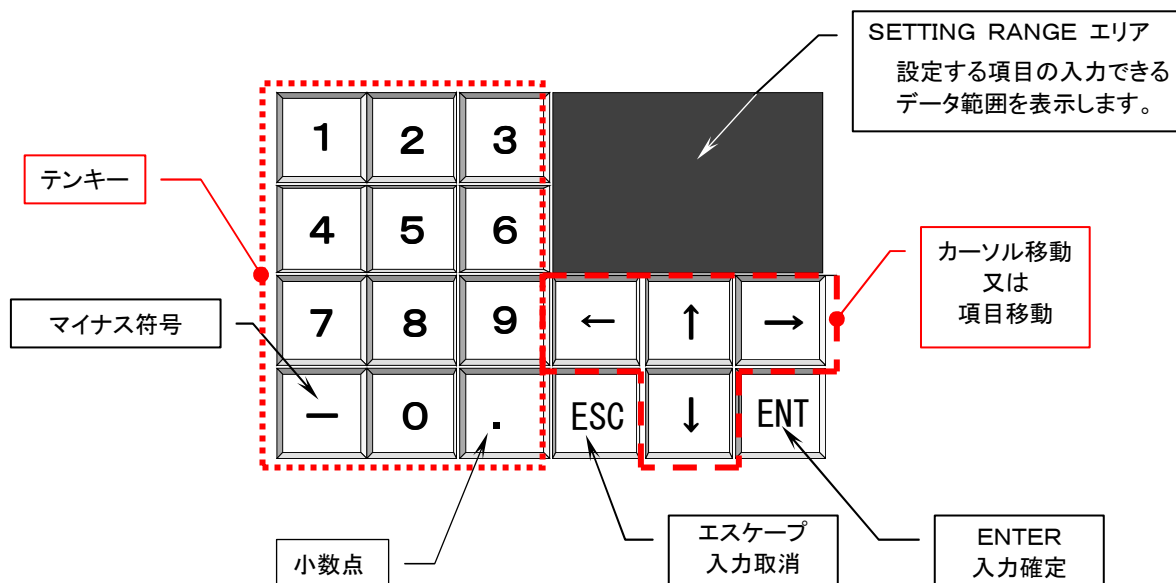 SETTING RANGE エリア
設定する項目の入力できる
データ範囲を表示します。
1 2 3
テンキー
4 5 6
カーソル移動
又は
項目移動
マイナス符号
7 8 9 ← ↑ →
− 0 . ESC ↓ ENT
小数点
エスケープ
入力取消
ENTER
入力確定